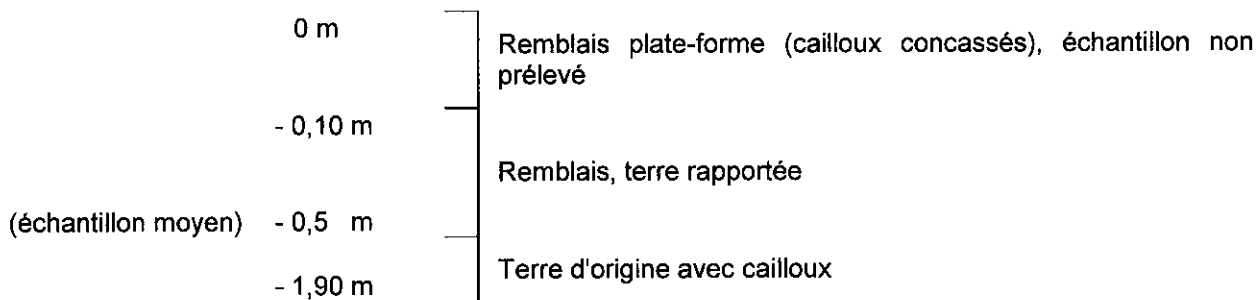 0 m
Remblais plate-forme (cailloux concassés), échantillon non
prélevé
- 0,10 m
Remblais, terre rapportée
(échantillon moyen) - 0,5 m
Terre d'origine avec cailloux
- 1,90 m